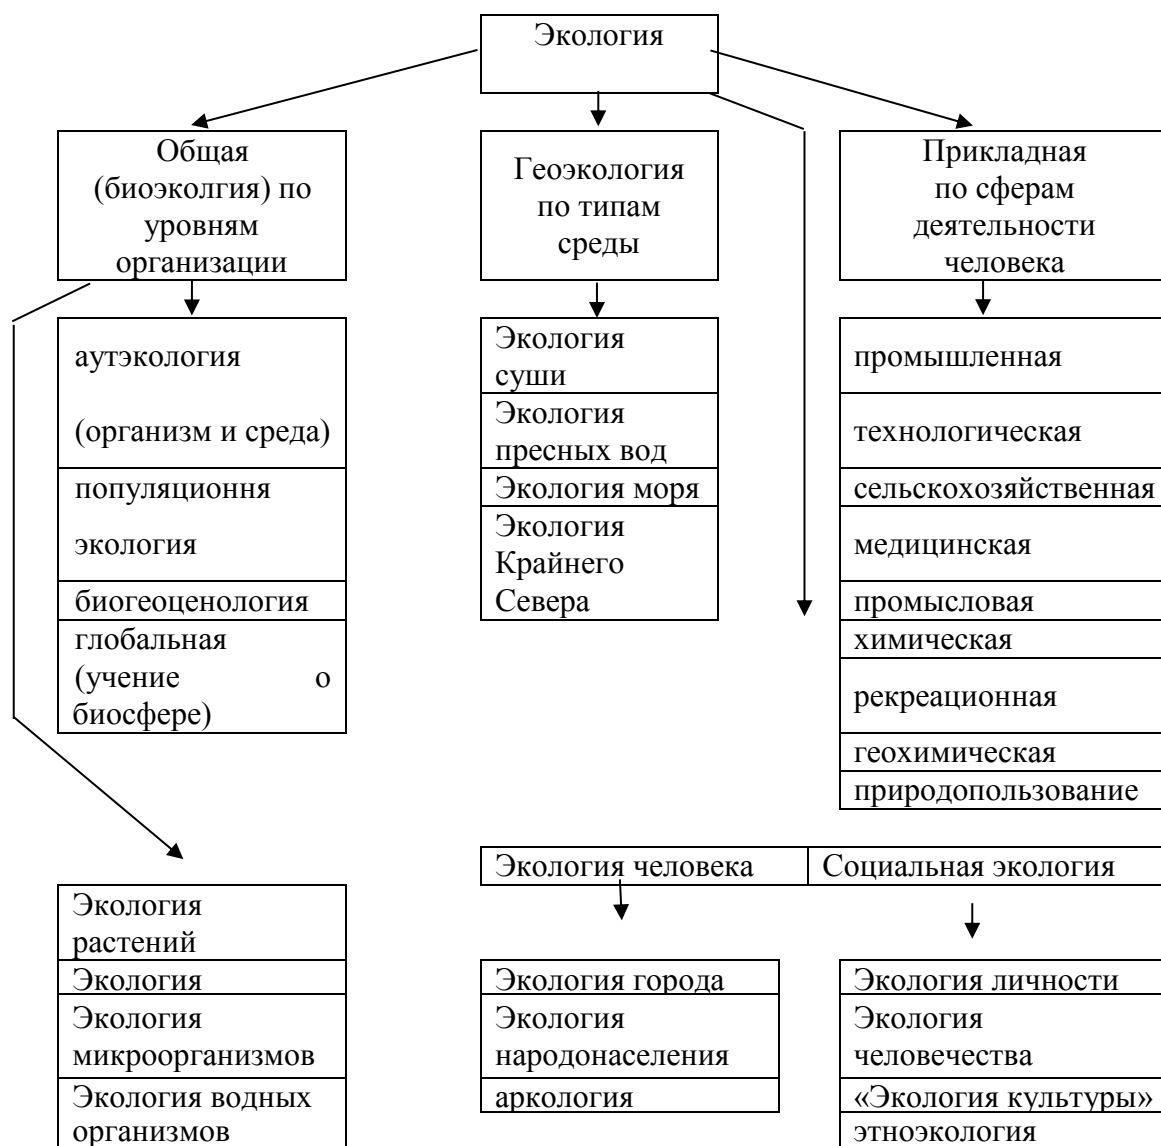 Экология
Общая
(биоэколгия) по
уровням
организации
Геоэкология
по типам
среды
Прикладная
по сферам
деятельности
человека
аутэкология
(организм и среда)
популяционня
экология
биогеоценология
глобальная
(учение о
биосфере)
Экология
суши
Экология
пресных вод
Экология моря
Экология
Крайнего
Севера
промышленная
технологическая
сельскохозяйственная
медицинская
промысловая
химическая
рекреационная
геохимическая
природопользование
Экология человека
Социальная экология
Экология
растений
Экология
Экология
микроорганизмов
Экология водных
организмов
Экология города
Экология
народонаселения
аркология
Экология личности
Экология
человечества
«Экология культуры»
этноэкология